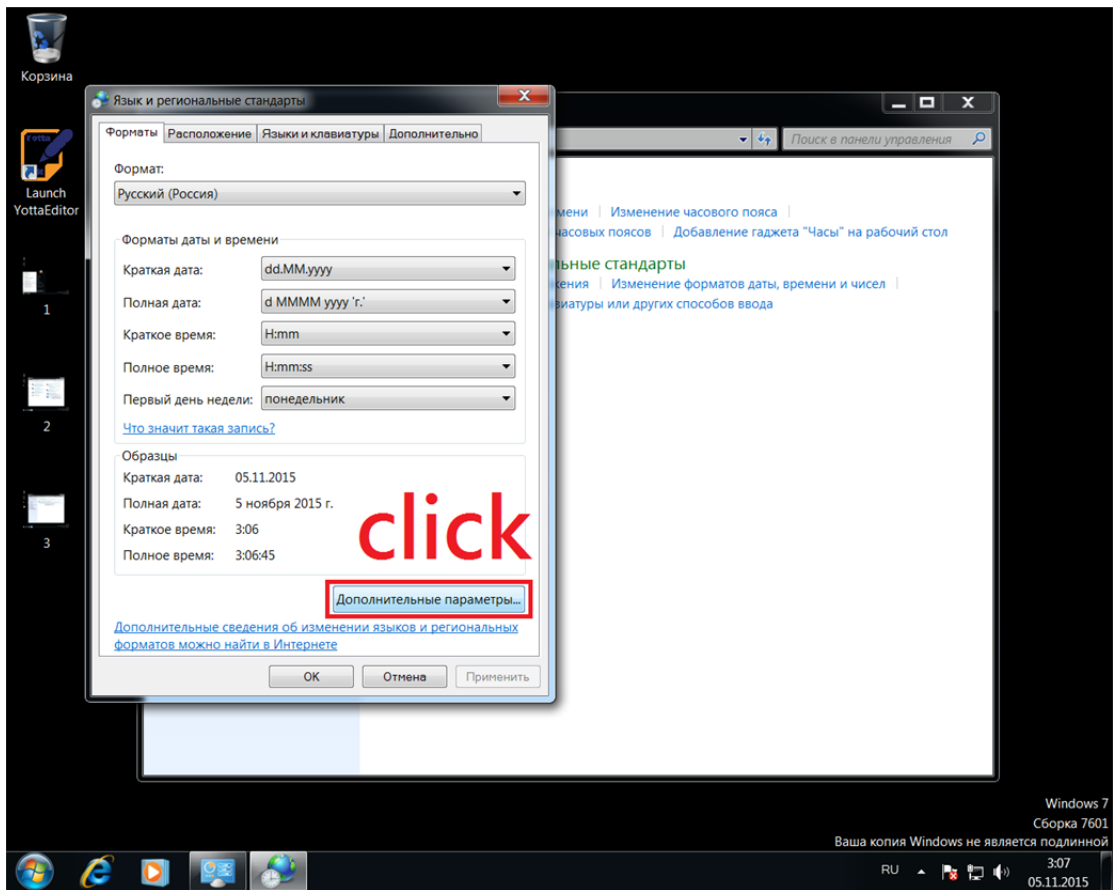 Корзина
Launch
YottaEditor
1
2
3
Язык и региональные стандарты
Форматы
Расположение
Языки и клавиатуры
Дополнительно
Формат:
Русский (Россия)
Форматы даты и времени
Краткая дата: dd.MM.yyyy
Полная дата: d MMMM yyyy 'г.'
Краткое время: H:mm
Полное время: H:mm:ss
Первый день недели: понедельник
Что значит такая запись?
Образцы
Краткая дата: 05.11.2015
Полная дата: 5 ноября 2015 г.
Краткое время: 3:06
Полное время: 3:06:45
click
Дополнительные параметры...
Дополнительные сведения об изменении языков и региональных
форматов можно найти в Интернете
ОК
Отмена
Применить
Поиск в панели управления
мени Изменение часового пояса
часовых поясов Добавление гаджета "Часы" на рабочий стол
льные стандарты
жения Изменение форматов даты, времени и чисел
виатуры или других способов ввода
Windows 7
Сборка 7601
Ваша копия Windows не является подлинной
RU
3:07
05.11.2015